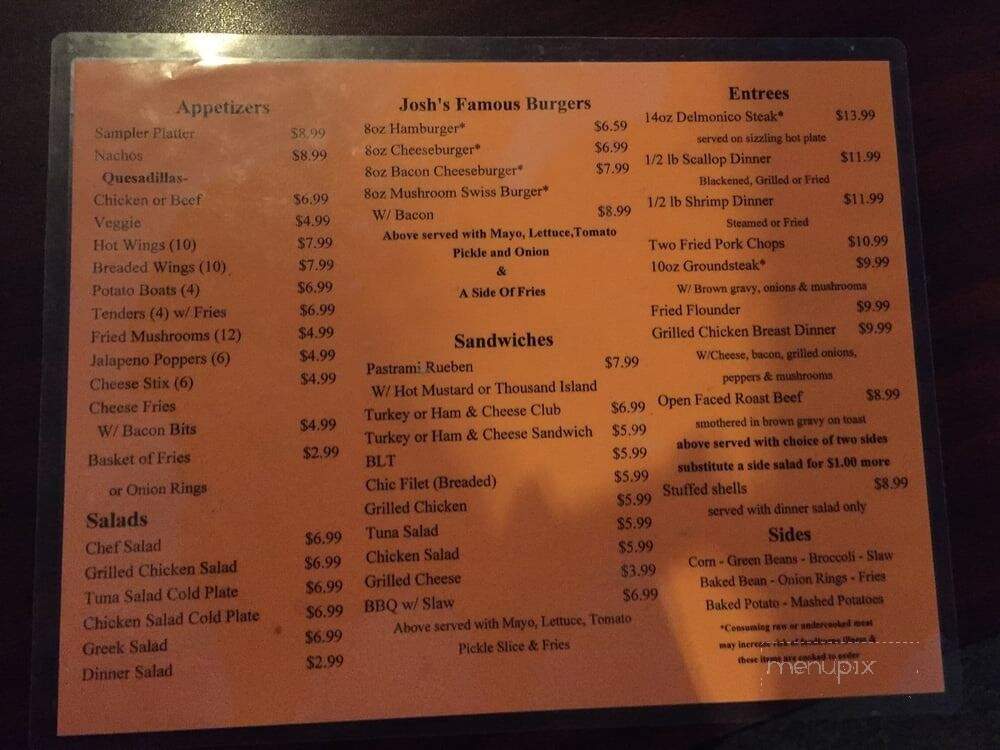 Appetizers
Sampler Platter $8.99
Nachos $8.99
Quesadillas-
Chicken or Beef $6.99
Veggie $4.99
Hot Wings (10) $7.99
Breaded Wings (10) $7.99
Potato Boats (4) $6.99
Tenders (4) w/ Fries $6.99
Fried Mushrooms (12) $4.99
Jalapeno Poppers (6) $4.99
Cheese Stix (6) $4.99
Cheese Fries
W/ Bacon Bits $4.99
Basket of Fries $2.99
or Onion Rings
Salads
Chef Salad $6.99
Grilled Chicken Salad $6.99
Tuna Salad Cold Plate $6.99
Chicken Salad Cold Plate $6.99
Greek Salad $6.99
Dinner Salad $2.99
Josh's Famous Burgers
8oz Hamburger* $6.59
8oz Cheeseburger* $6.99
8oz Bacon Cheeseburger* $7.99
8oz Mushroom Swiss Burger*
W/ Bacon $8.99
Above served with Mayo, Lettuce,Tomato
Pickle and Onion
&
A Side Of Fries
Sandwiches
Pastrami Rueben $7.99
W/ Hot Mustard or Thousand Island
Turkey or Ham & Cheese Club $6.99
Turkey or Ham & Cheese Sandwich $5.99
BLT $5.99
Chic Filet (Breaded) $5.99
Grilled Chicken $5.99
Tuna Salad $5.99
Chicken Salad $5.99
Grilled Cheese $3.99
BBQ w/ Slaw $6.99
Above served with Mayo, Lettuce, Tomato
Pickle Slice & Fries
Entrees
14oz Delmonico Steak* $13.99
served on sizzling hot plate
1/2 lb Scallop Dinner $11.99
Blackened, Grilled or Fried
1/2 lb Shrimp Dinner $11.99
Steamed or Fried
Two Fried Pork Chops $10.99
10oz Groundsteak* $9.99
W/ Brown gravy, onions & mushrooms
Fried Flounder $9.99
Grilled Chicken Breast Dinner $9.99
W/Cheese, bacon, grilled onions,
peppers & mushrooms
Open Faced Roast Beef $8.99
smothered in brown gravy on toast
above served with choice of two sides
substitute a side salad for $1.00 more
Stuffed shells $8.99
served with dinner salad only
Sides
Corn - Green Beans - Broccoli - Slaw
Baked Bean - Onion Rings - Fries
Baked Potato - Mashed Potatoes
*Consuming raw or undercooked meat
may increase risk of
these items are cooked to order
menupix